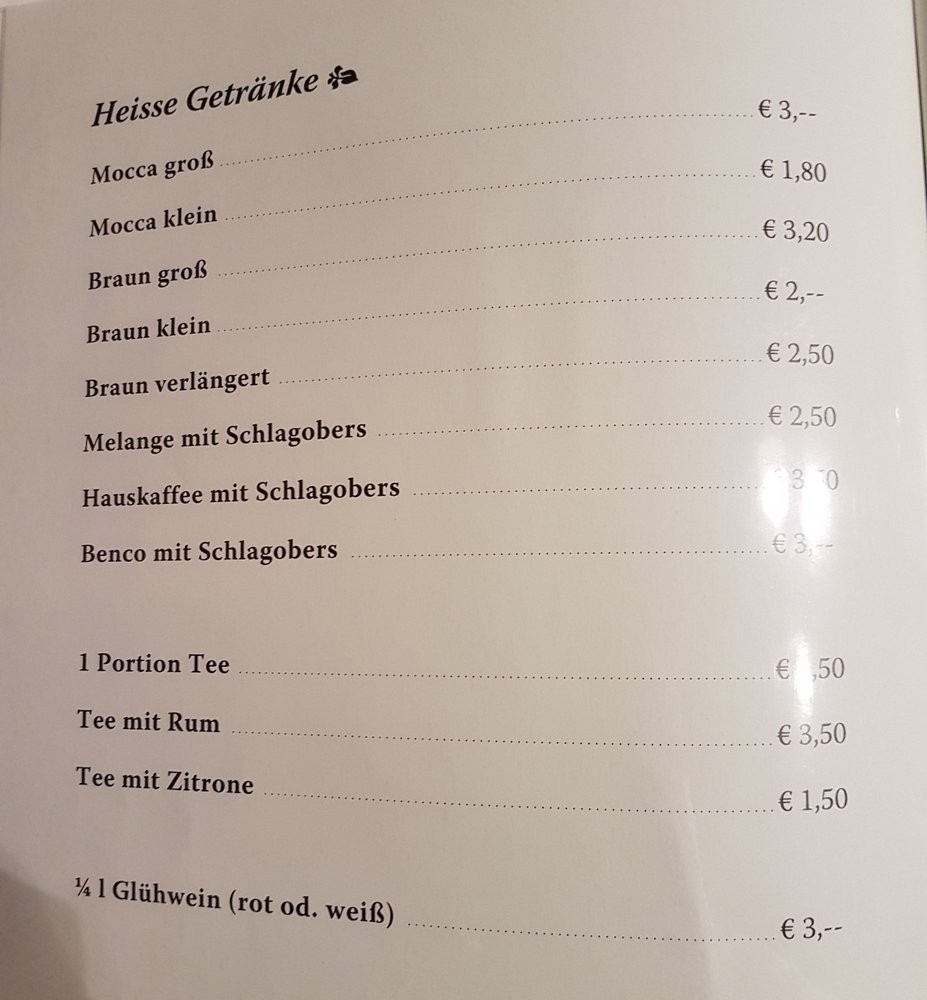 Heisse Getränke
Mocca groß € 3,--
Mocca klein € 1,80
Braun groß € 3,20
Braun klein € 2,--
Braun verlängert € 2,50
Melange mit Schlagobers € 2,50
Hauskaffee mit Schlagobers
Benco mit Schlagobers € 3,--
1 Portion Tee €
Tee mit Rum € 3,50
Tee mit Zitrone € 1,50
¼ l Glühwein (rot od. weiß) € 3,--